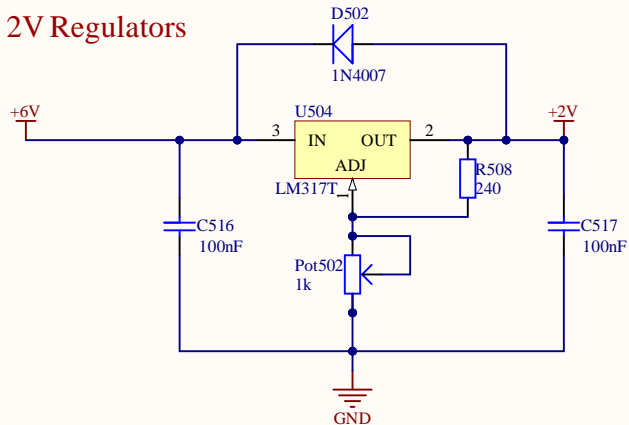 2V Regulators
D502
1N4007
+6V
U504
+2V
3
IN
OUT
2
ADJ
R508
LM317T
1
240
C516
C517
100nF
100nF
Pot502
1k
GND